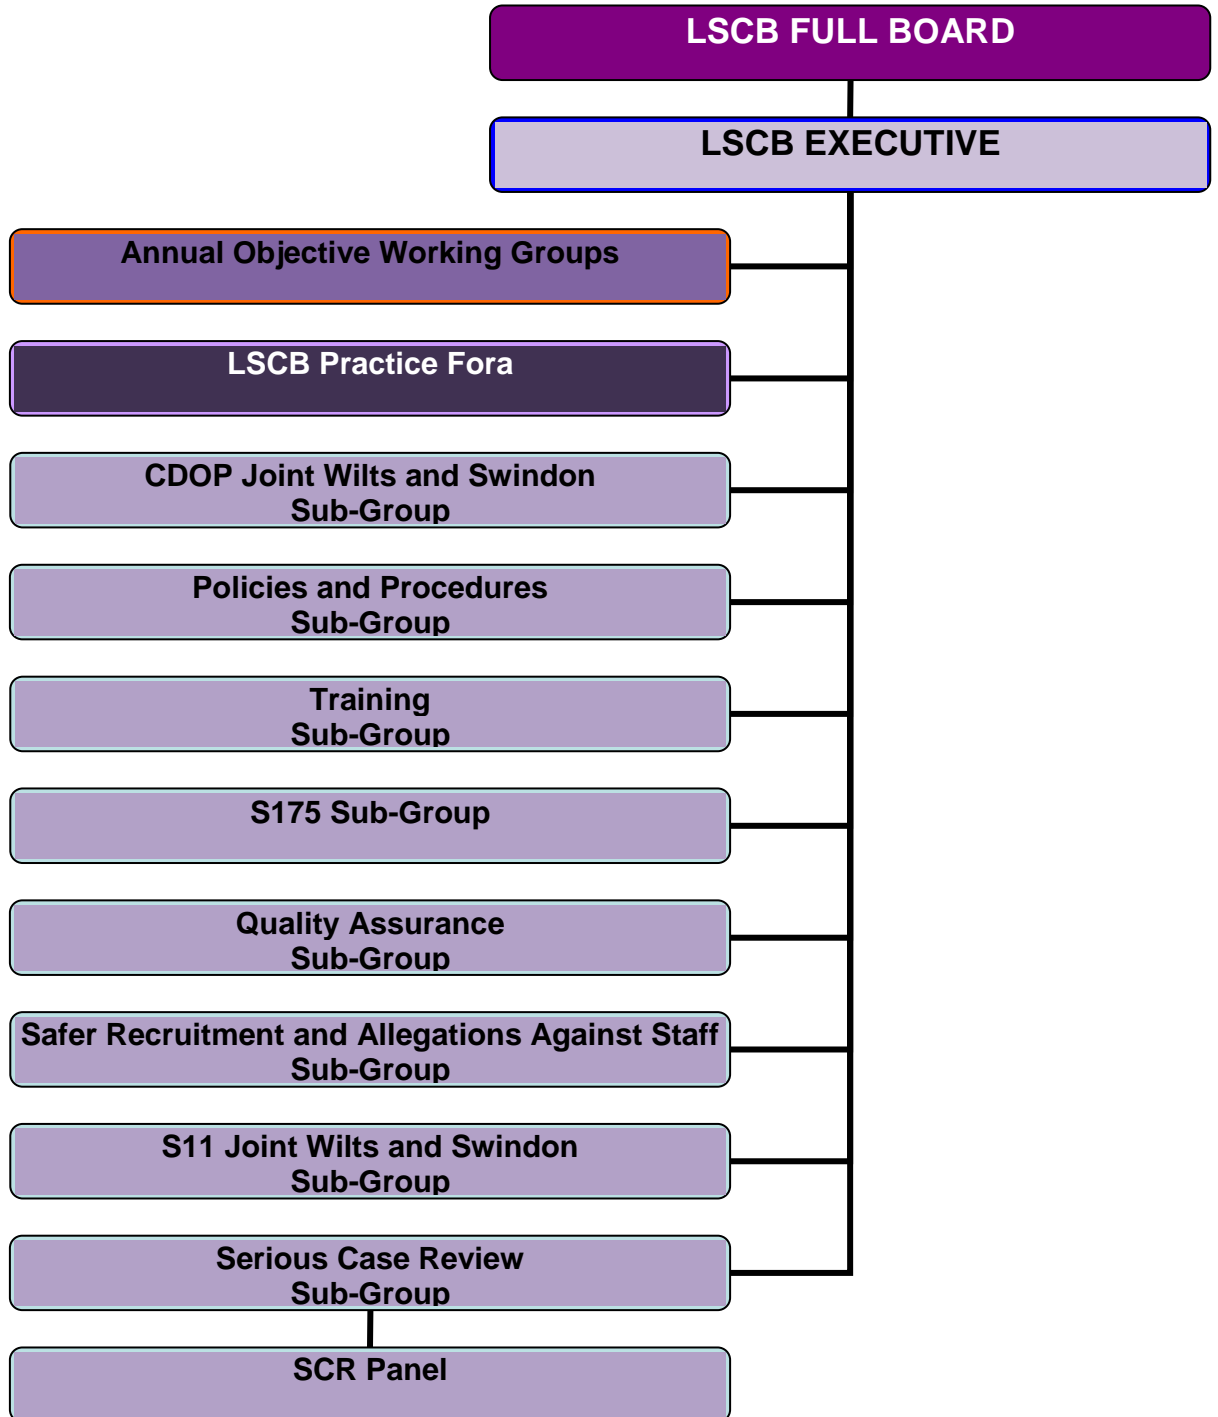 LSCB FULL BOARD
LSCB EXECUTIVE
Annual Objective Working Groups
LSCB Practice Fora
CDOP Joint Wilts and Swindon
Sub-Group
Policies and Procedures
Sub-Group
Training
Sub-Group
S175 Sub-Group
Quality Assurance
Sub-Group
Safer Recruitment and Allegations Against Staff
Sub-Group
S11 Joint Wilts and Swindon
Sub-Group
Serious Case Review
Sub-Group
SCR Panel